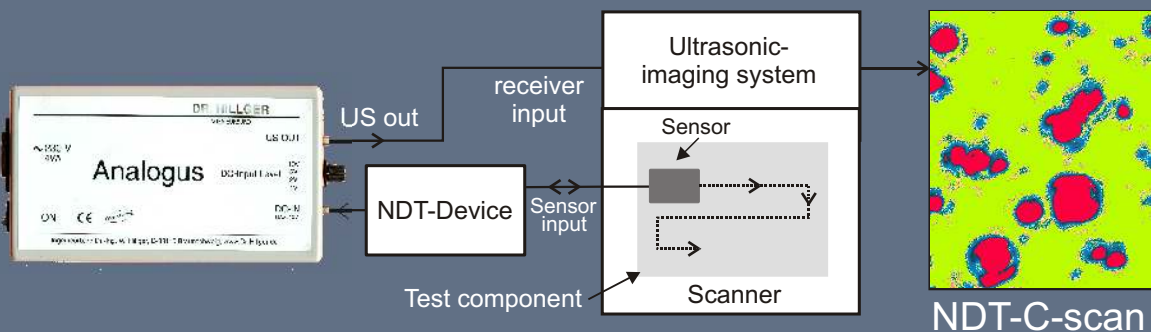 DR. HILLGER
US OUT
Analogus
DC-Input Level
DC-IN
ON CE
US out
receiver
input
NDT-Device
Sensor
input
Ultrasonic-
imaging system
Sensor
Test component
Scanner
NDT-C-scan